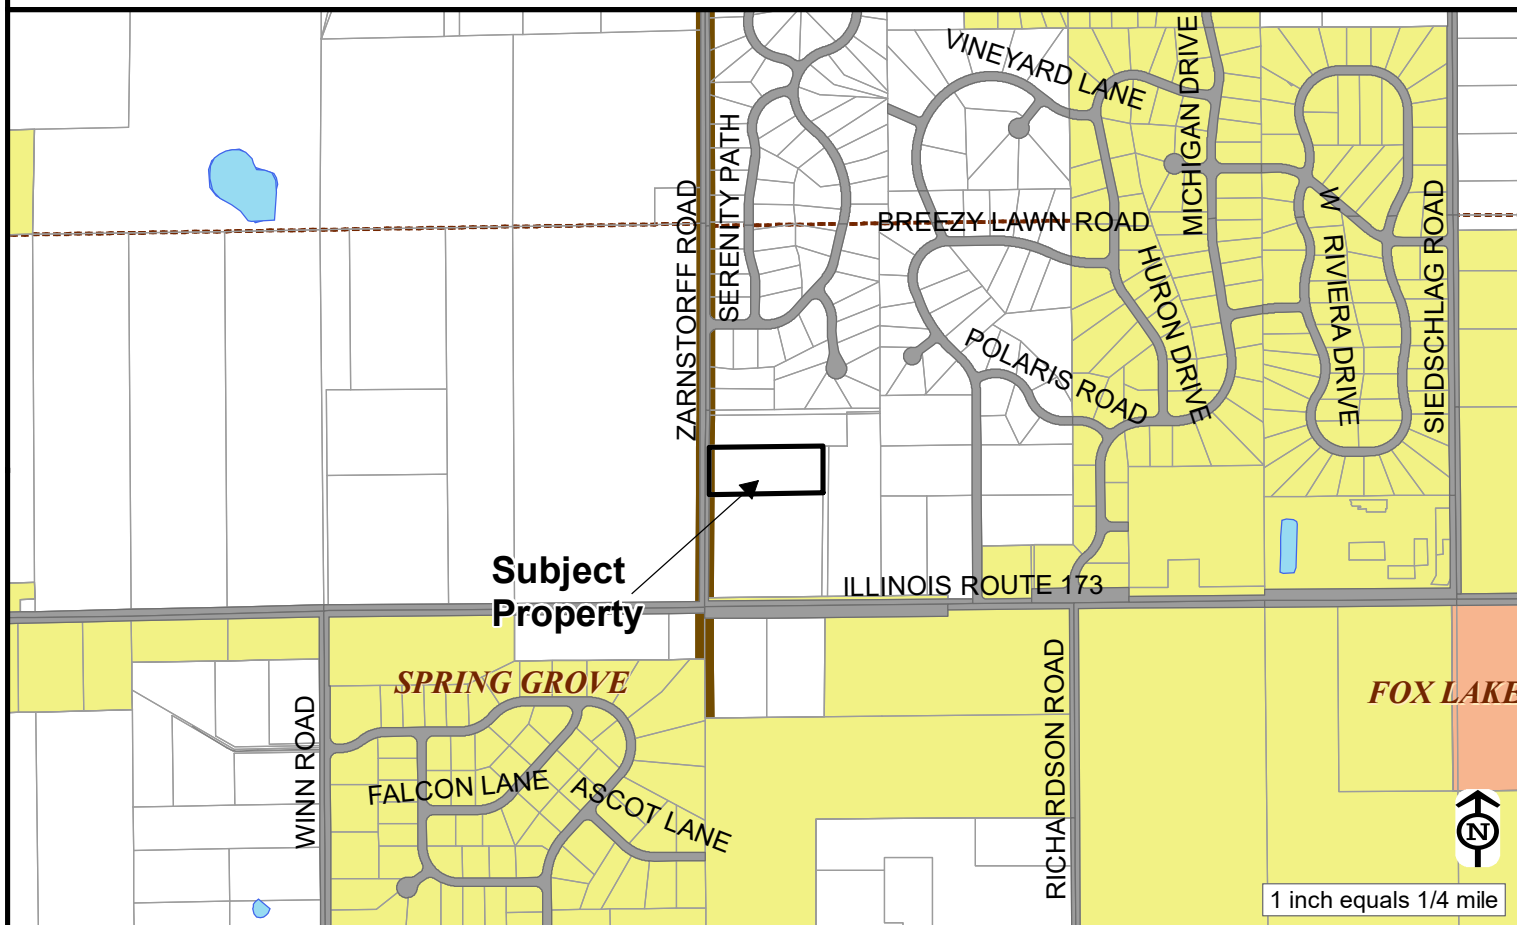 VINEYARD LANE
MICHIGAN DRIVE
SERENITY PATH
ZARNSTORFF ROAD
BREEZY LAWN ROAD
W RIVIERA DRIVE
SIEDSCHLAG ROAD
HURON DRIVE
POLARIS ROAD
Subject
Property
ILLINOIS ROUTE 173
SPRING GROVE
FOX LAKE
WINN ROAD
FALCON LANE
ASCOT LANE
RICHARDSON ROAD
N
1 inch equals 1/4 mile